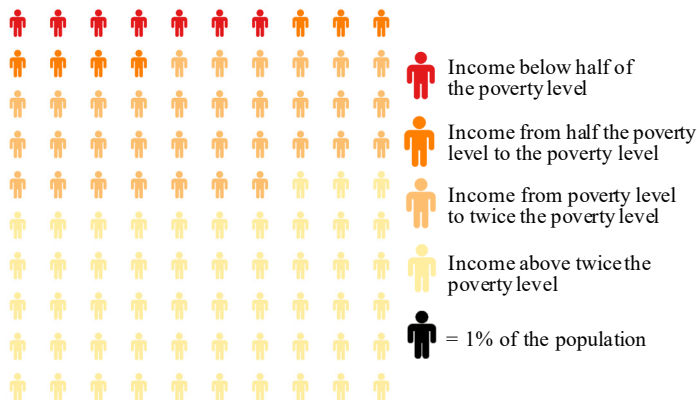 Income below half of
the poverty level
Income from half the poverty
level to the poverty level
Income from poverty level
to twice the poverty level
Income above twice the
poverty level
= 1% of the population